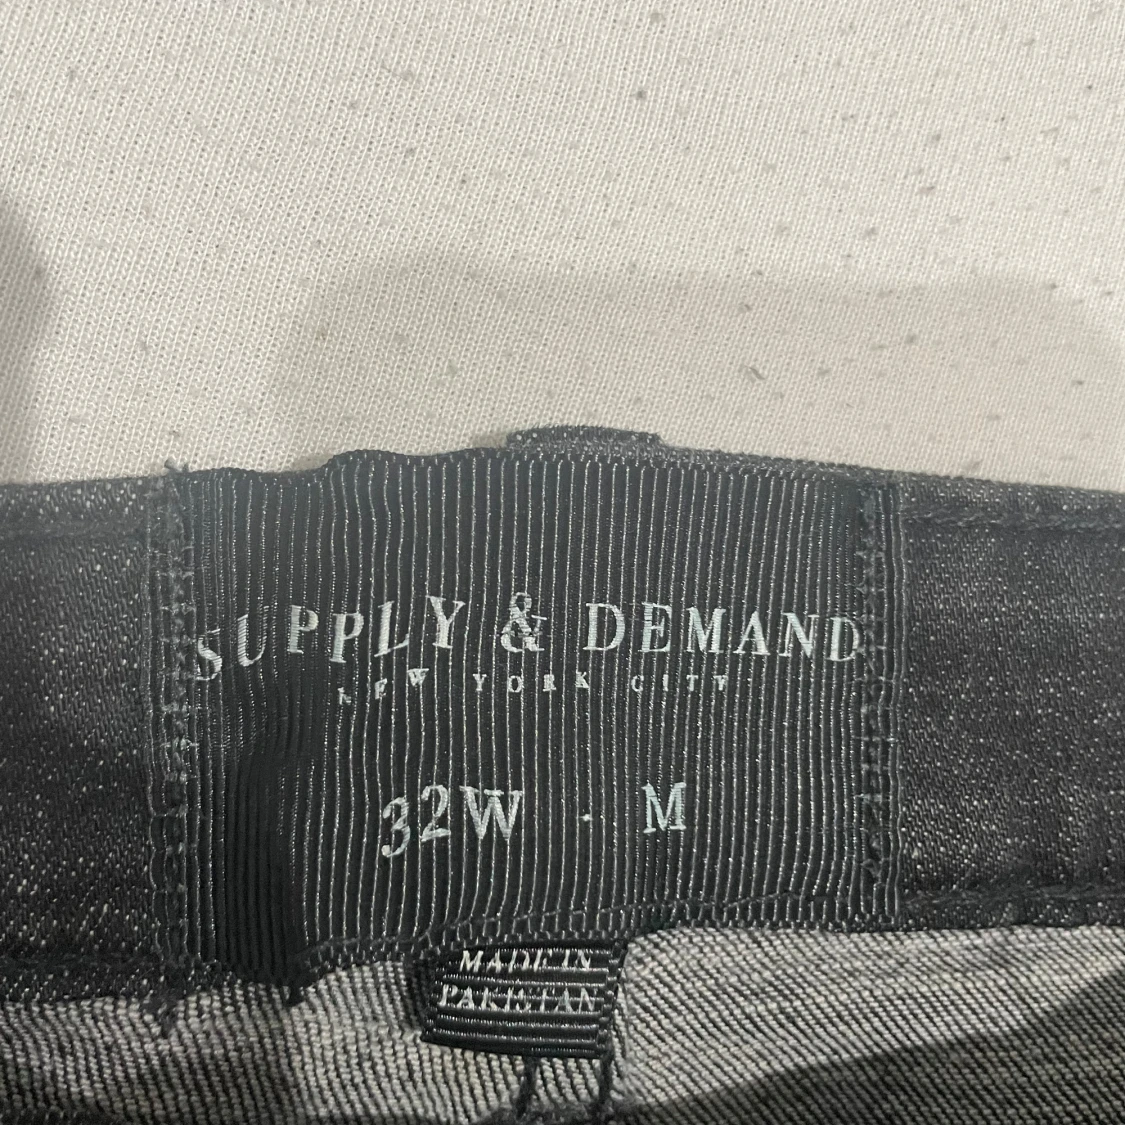 SUPPLY & DEMAND
NEW YORK CITY
32W . M
MADE IN
PAKISTAN